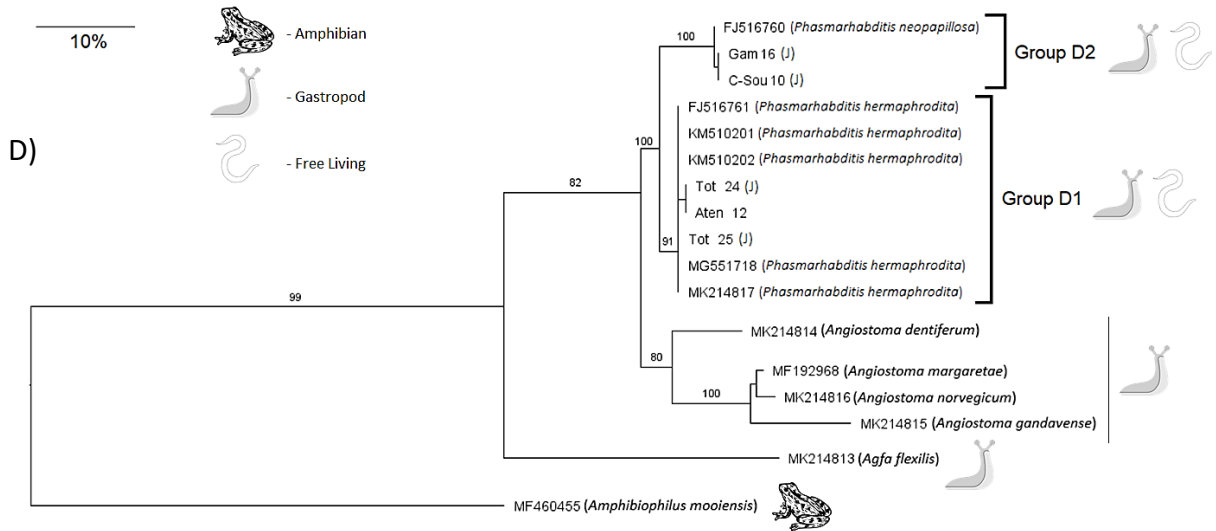 10%
- Amphibian
- Gastropod
- Free Living
D)
FJ516760 (Phasmarhabditis neopapillosa)
100
Gam 16 (J)
C-Sou 10 (J)
Group D2
FJ516761 (Phasmarhabditis hermaphrodita)
KM510201 (Phasmarhabditis hermaphrodita)
100
KM510202 (Phasmarhabditis hermaphrodita)
82
Tot 24 (J)
Group D1
Aten 12
Tot 25 (J)
91
MG551718 (Phasmarhabditis hermaphrodita)
MK214817 (Phasmarhabditis hermaphrodita)
99
MK214814 (Angiostoma dentiferum)
80
MF192968 (Angiostoma margaretae)
100
MK214816 (Angiostoma norvegicum)
MK214815 (Angiostoma gandavense)
MK214813 (Agfa flexilis)
MF460455 (Amphibiophilus mooiensis)